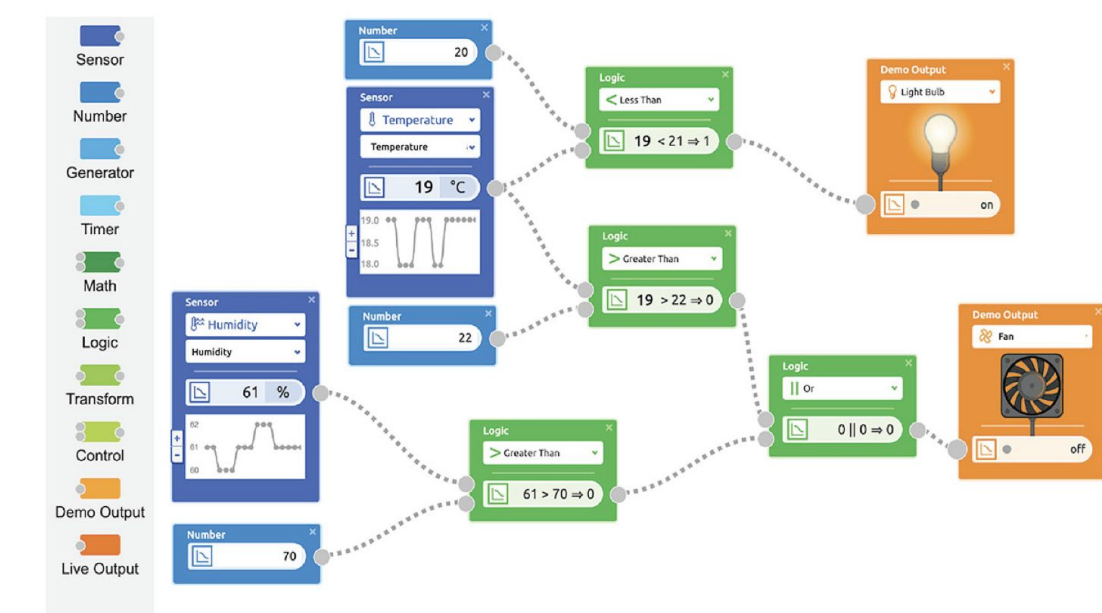 Sensor
Number
Generator
Timer
Math
Logic
Transform
Control
Demo Output
Live Output
Number
20
Sensor
Temperature
Temperature
19 °C
19.0
18.5
18.0
+
-
Number
22
Sensor
Humidity
Humidity
61 %
62
61
60
+
-
Number
70
Logic
< Less Than
19 < 21 ⇒ 1
Logic
> Greater Than
19 > 22 ⇒ 0
Logic
> Greater Than
61 > 70 ⇒ 0
Logic
|| Or
0 || 0 ⇒ 0
Demo Output
Light Bulb
on
Demo Output
Fan
off